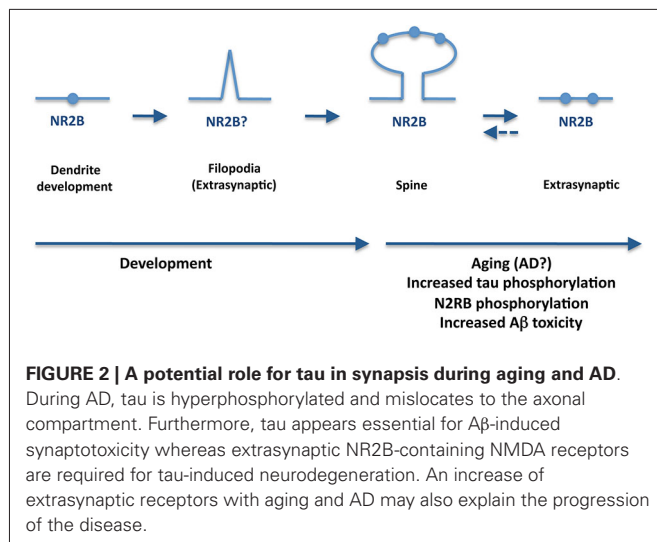 NR2B NR2B? NR2B NR2B
Dendrite
development
Filopodia
(Extrasynaptic)
Spine
Extrasynaptic
Development
Aging (AD?)
Increased tau phosphorylation
N2RB phosphorylation
Increased Aβ toxicity
FIGURE 2 | A potential role for tau in synapsis during aging and AD.
During AD, tau is hyperphosphorylated and mislocates to the axonal
compartment. Furthermore, tau appears essential for Aβ-induced
synaptotoxicity whereas extrasynaptic NR2B-containing NMDA receptors
are required for tau-induced neurodegeneration. An increase of
extrasynaptic receptors with aging and AD may also explain the progression
of the disease.